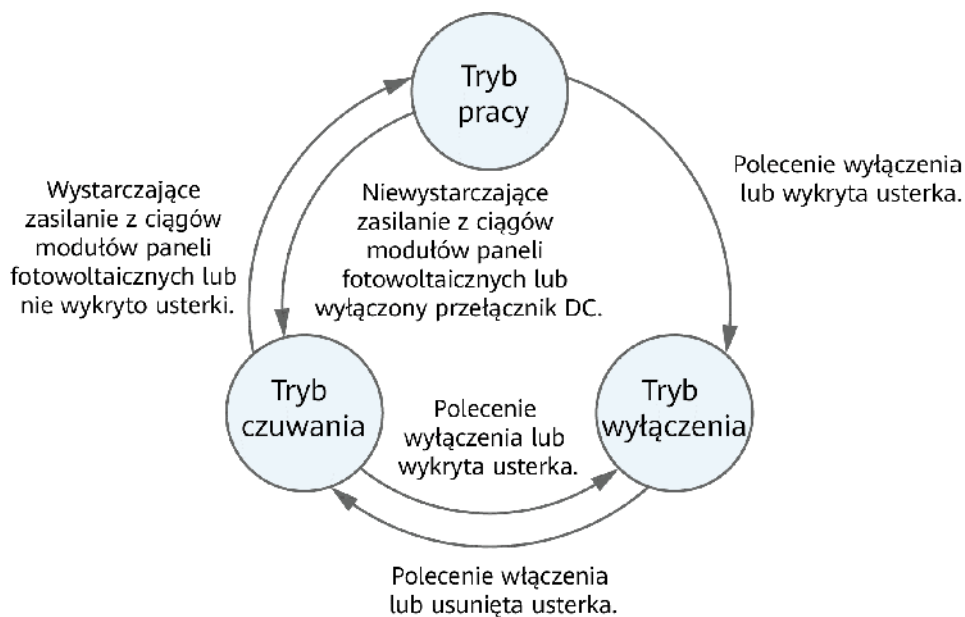 Tryb
pracy
Polecenie wyłączenia
lub wykryta usterka.
Wystarczające
zasilanie z ciągów
modułów paneli
fotowoltaicznych lub
nie wykryto usterki.
Niewystarczające
zasilanie z ciągów
modułów paneli
fotowoltaicznych lub
wyłączony przełącznik DC.
Tryb
czuwania
Polecenie
wyłączenia lub
wykryta usterka.
Tryb
wyłączenia
Polecenie włączenia
lub usunięta usterka.